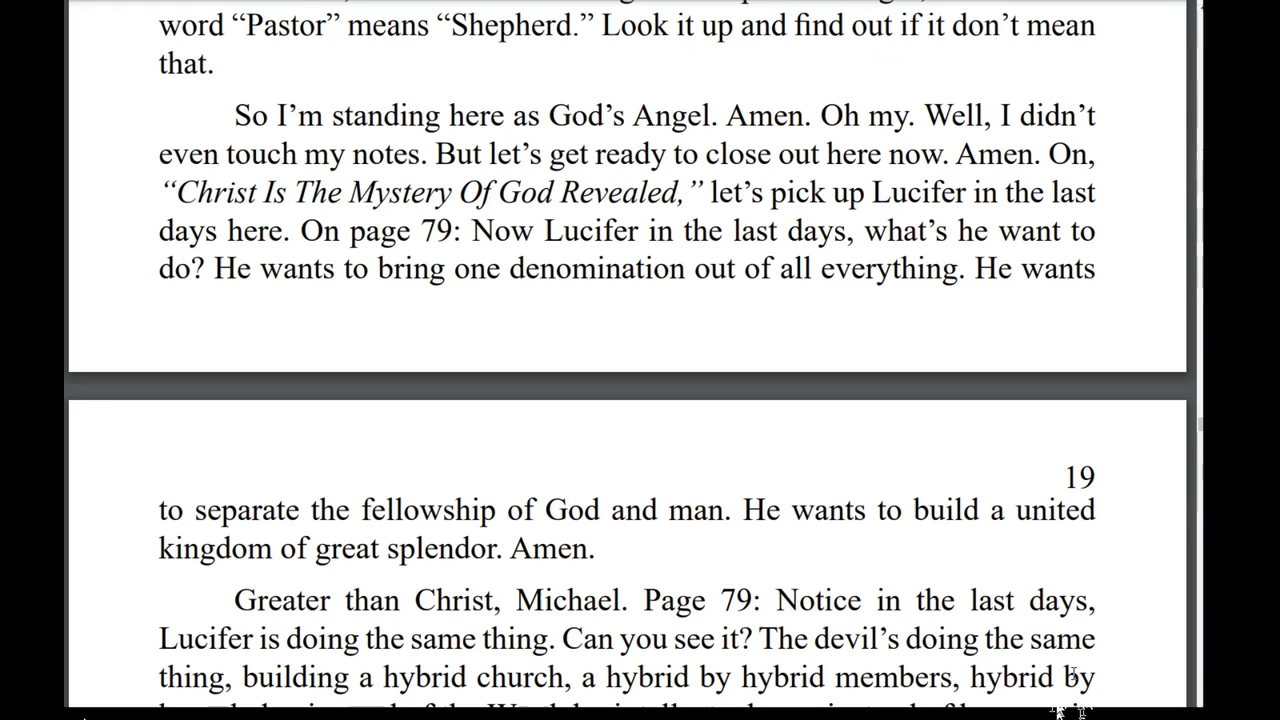 word “Pastor” means “Shepherd.” Look it up and find out if it don’t mean
that.
So I’m standing here as God’s Angel. Amen. Oh my. Well, I didn’t
even touch my notes. But let’s get ready to close out here now. Amen. On,
“Christ Is The Mystery Of God Revealed,” let’s pick up Lucifer in the last
days here. On page 79: Now Lucifer in the last days, what’s he want to
do? He wants to bring one denomination out of all everything. He wants
19
to separate the fellowship of God and man. He wants to build a united
kingdom of great splendor. Amen.
Greater than Christ, Michael. Page 79: Notice in the last days,
Lucifer is doing the same thing. Can you see it? The devil’s doing the same
thing, building a hybrid church, a hybrid by hybrid members, hybrid by